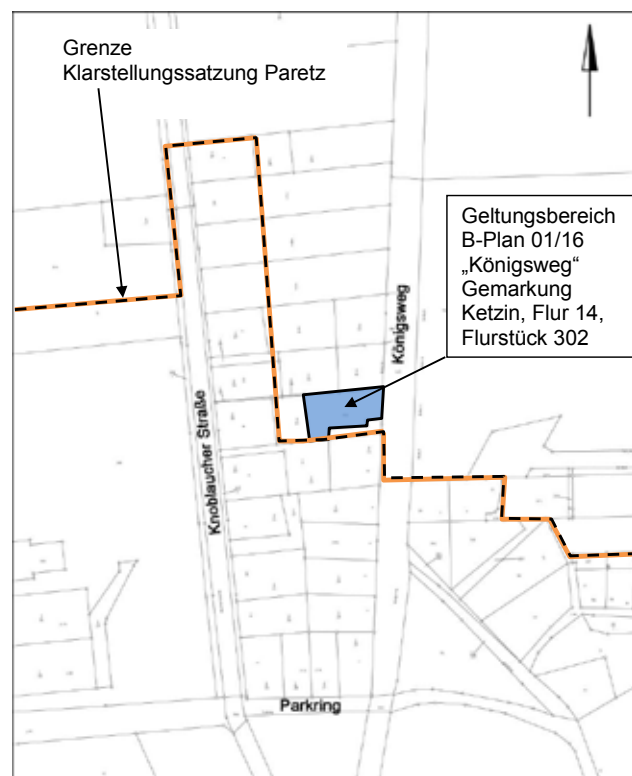 Grenze
Klarstellungssatzung Paretz
Geltungsbereich
B-Plan 01/16
„Königsweg“
Gemarkung
Ketzin, Flur 14,
Flurstück 302
Königsweg
Knoblaucher Straße
Parkring